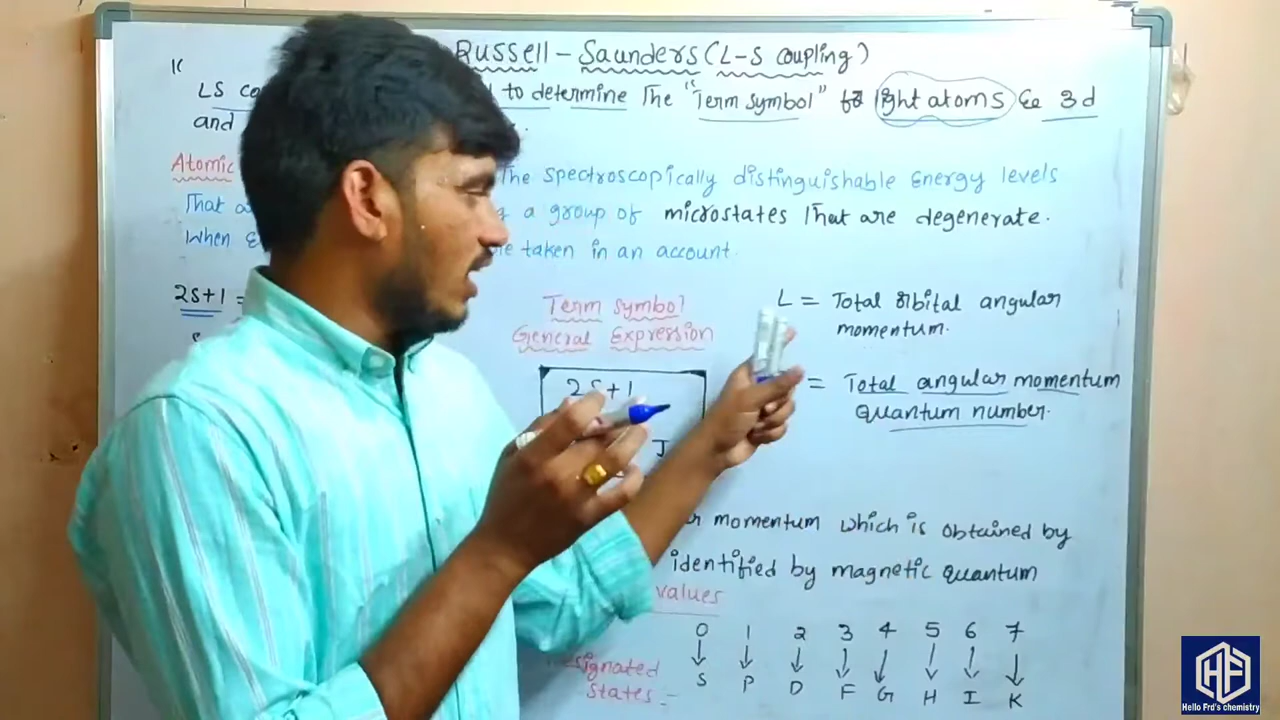 Russell - Saunders (L-S coupling)
LS to determine The "Term symbol" for light atoms ie 3d
and
Atomic The spectroscopically distinguishable Energy levels
That a group of microstates That are degenerate.
When taken in an account.
2S+1 =
Term symbol
General Expression
2S+1
J
L = Total orbital angular
momentum.
= Total angular momentum
quantum number.
momentum which is obtained by
identified by magnetic quantum
values
0 1 2 3 4 5 6 7
↓ ↓ ↓ ↓ ↓ ↓ ↓ ↓
S P D F G H I K
Designated
states -
HF
Hello Frd's chemistry